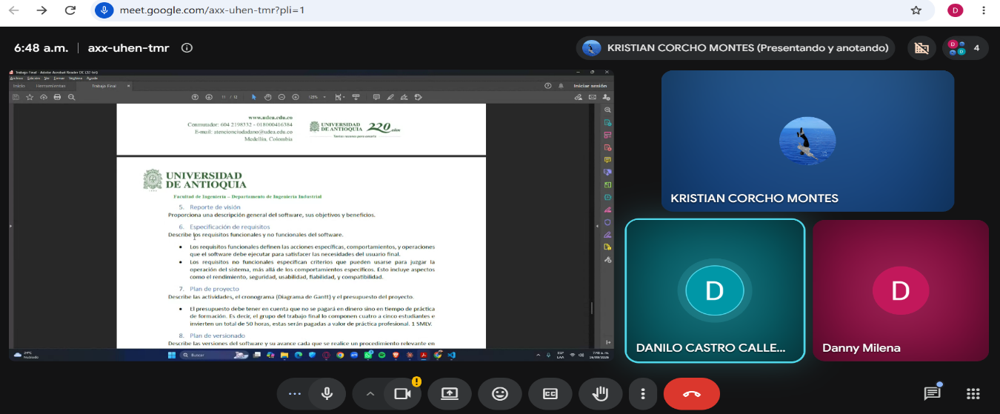 meet.google.com/axx-uhen-tmr?pli=1
D
6:48 a.m.
axx-uhen-tmr
KRISTIAN CORCHO MONTES (Presentando y anotando)
D
D
4
Trabajo Final - Adobe Acrobat Reader DC (32-bit)
Archivo Edición Ver Firmar Ventana Ayuda
Inicio Herramientas Trabajo Final
Iniciar sesión
11 / 12
123%
www.udea.edu.co
Conmutador: 604 2198332 - 018000416384
E-mail: atencionciudadano@udea.edu.co
Medellín, Colombia
UNIVERSIDAD
DE ANTIOQUIA
220
años
UNIVERSIDAD
DE ANTIOQUIA
1803
Facultad de Ingeniería – Departamento de Ingeniería Industrial
5. Reporte de visión
Proporciona una descripción general del software, sus objetivos y beneficios.
6. Especificación de requisitos
Describe los requisitos funcionales y no funcionales del software.
• Los requisitos funcionales definen las acciones específicas, comportamientos, y operaciones
que el software debe ejecutar para satisfacer las necesidades del usuario final.
• Los requisitos no funcionales especifican criterios que pueden usarse para juzgar la
operación del sistema, más allá de los comportamientos específicos. Esto incluye aspectos
como el rendimiento, seguridad, usabilidad, fiabilidad, y compatibilidad.
7. Plan de proyecto
Describe las actividades, el cronograma (Diagrama de Gantt) y el presupuesto del proyecto.
• El presupuesto debe tener en cuenta que no se pagará en dinero sino en tiempo de práctica
de formación. Es decir, el grupo del trabajo final lo componen cuatro a cinco estudiantes e
invierten un total de 50 horas, estas serán pagadas a valor de práctica profesional. 1 SMLV.
8. Plan de versionado
Describe las versiones del software y su avance cada que se realice un procedimiento relevante en
Nublado
Buscar
ESP
LAA
KRISTIAN CORCHO MONTES
D
DANILO CASTRO CALLE...
D
Danny Milena
CC